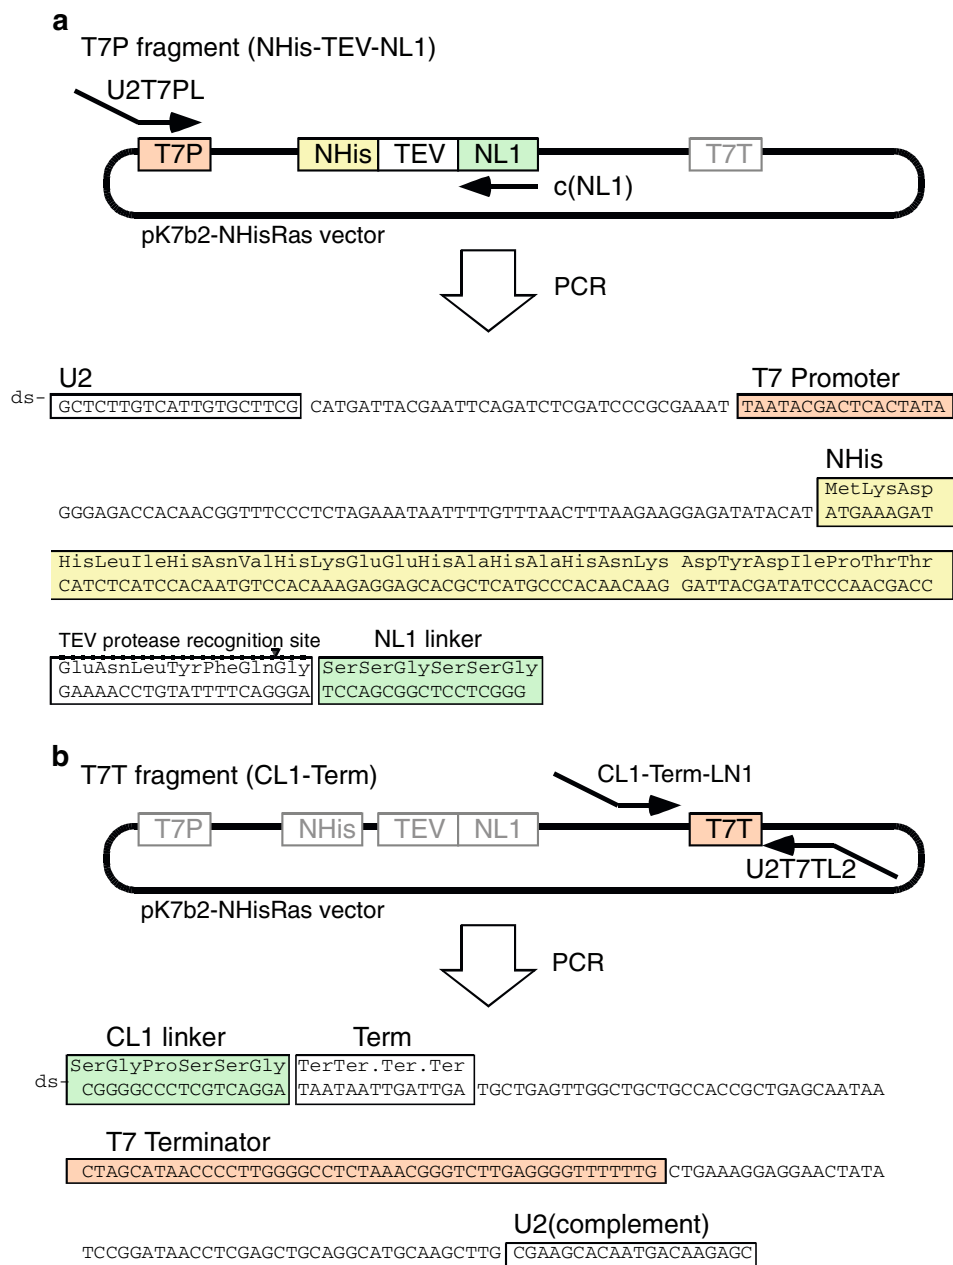 a
T7P fragment (NHis-TEV-NL1)
U2T7PL
T7P NHis TEV NL1 T7T
c(NL1)
pK7b2-NHisRas vector
PCR
U2 T7 Promoter
ds- GCTCTTGTCATTGTGCTTCG CATGATTACGAATTCAGATCTCGATCCCGCGAAAT TAATACGACTCACTATA
NHis
MetLysAsp
GGGAGACCACAACGGTTTCCCTCTAGAAATAATTTTGTTTAACTTTAAGAAGGAGATATACAT ATGAAAGAT
HisLeuIleHisAsnValHisLysGluGluHisAlaHisAlaHisAsnLys AspTyrAspIleProThrThr
CATCTCATCCACAATGTCCACAAAGAGGAGCACGCTCATGCCCACAACAAG GATTACGATATCCCAACGACC
TEV protease recognition site NL1 linker
GluAsnLeuTyrPheGlnGly SerSerGlySerSerGly
GAAAACCTGTATTTTCAGGGA TCCAGCGGCTCCTCGGG
b
T7T fragment (CL1-Term)
CL1-Term-LN1
T7P NHis TEV NL1 T7T
U2T7TL2
pK7b2-NHisRas vector
PCR
CL1 linker Term
SerGlyProSerSerGly TerTer.Ter.Ter
ds- CGGGGCCCTCGTCAGGA TAATAATTGATTGA TGCTGAGTTGGCTGCTGCCACCGCTGAGCAATAA
T7 Terminator
CTAGCATAACCCCTTGGGGCCTCTAAACGGGTCTTGAGGGGTTTTTTG CTGAAAGGAGGAACTATA
U2(complement)
TCCGGATAACCTCGAGCTGCAGGCATGCAAGCTTG CGAAGCACAATGACAAGAGC